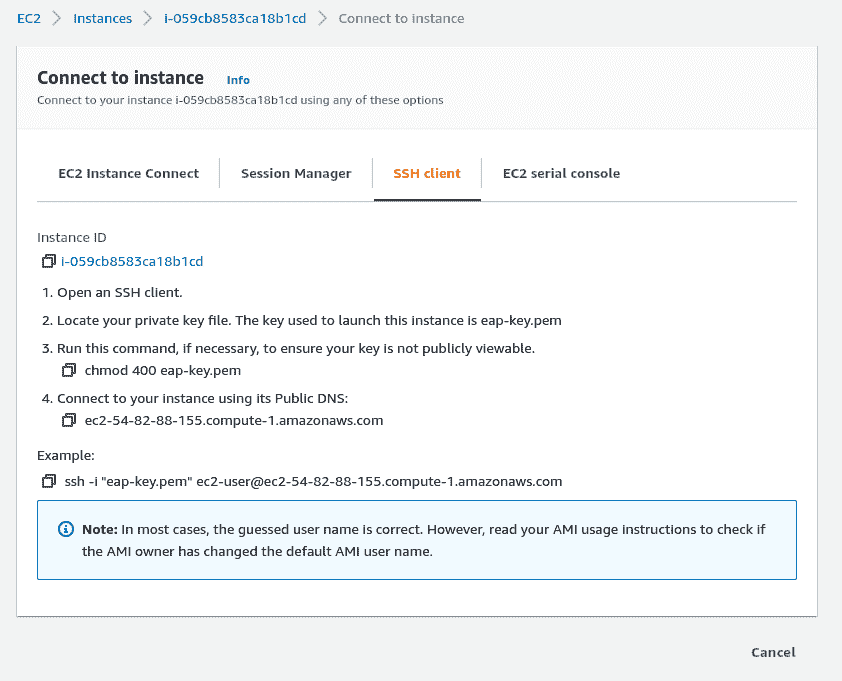 EC2 > Instances > i-059cb8583ca18b1cd > Connect to instance
Connect to instance Info
Connect to your instance i-059cb8583ca18b1cd using any of these options
EC2 Instance Connect Session Manager SSH client EC2 serial console
Instance ID
i-059cb8583ca18b1cd
1. Open an SSH client.
2. Locate your private key file. The key used to launch this instance is eap-key.pem
3. Run this command, if necessary, to ensure your key is not publicly viewable.
chmod 400 eap-key.pem
4. Connect to your instance using its Public DNS:
ec2-54-82-88-155.compute-1.amazonaws.com
Example:
ssh -i "eap-key.pem" ec2-user@ec2-54-82-88-155.compute-1.amazonaws.com
Note: In most cases, the guessed user name is correct. However, read your AMI usage instructions to check if
the AMI owner has changed the default AMI user name.
Cancel